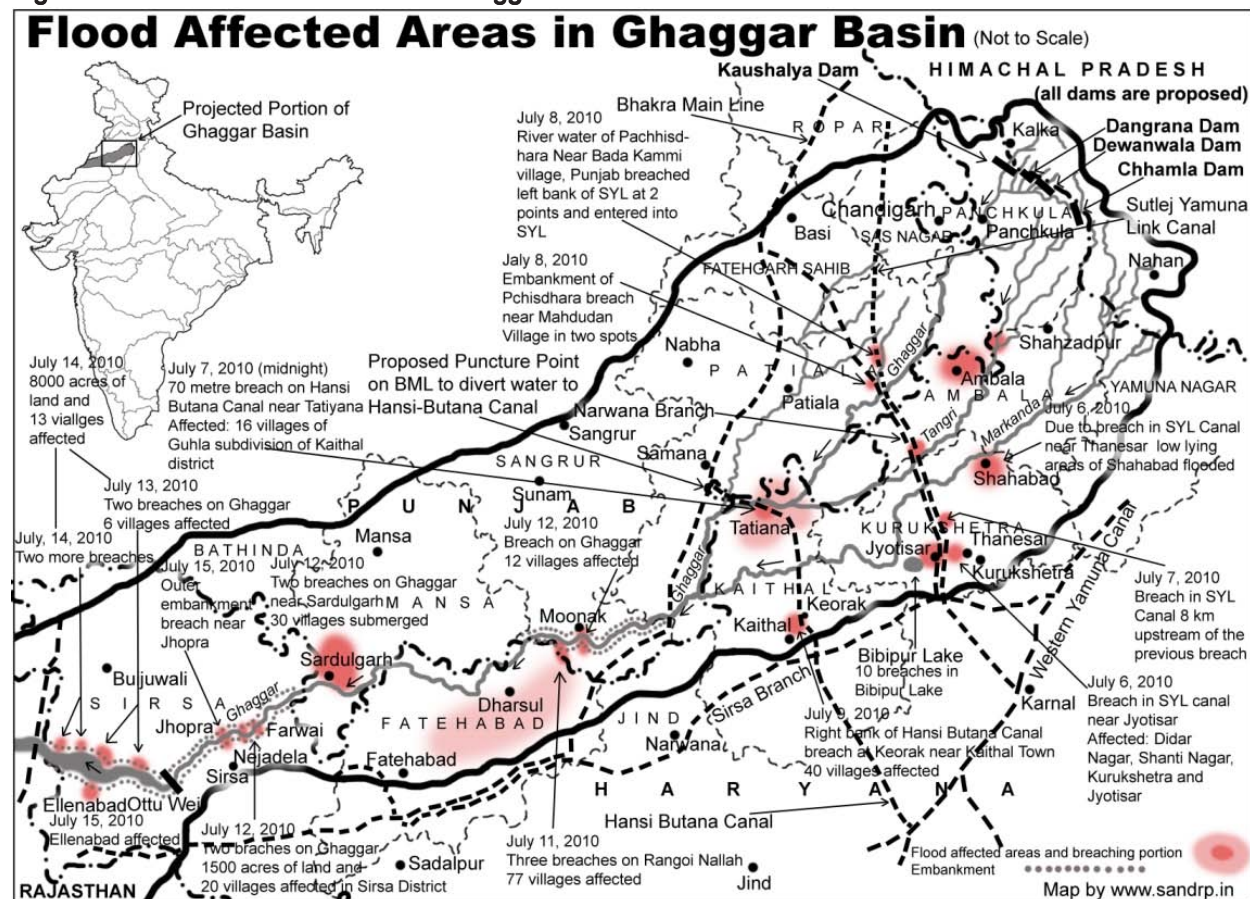 Flood Affected Areas in Ghaggar Basin (Not to Scale)
Projected Portion of
Ghaggar Basin
Kaushalya Dam
HIMACHAL PRADESH
(all dams are proposed)
Bhakra Main Line
ROPAR
Kalka
Dangrana Dam
Dewanwala Dam
Chhamla Dam
July 8, 2010
River water of Pachhisd-
hara Near Bada Kammi
village, Punjab breached
left bank of SYL at 2
points and entered into
SYL
Chandigarh
PANCHKULA
Panchkula
Sutlej Yamuna
Link Canal
Basi
SAS NAGAR
Nahan
FATEHGARH SAHIB
Jaly 8, 2010
Embankment of
Pchisdhara breach
near Mahdudan
Village in two spots
Nabha
PATIALA
Patiala
Ghaggar
Shahzadpur
Ambala
AMBALA
YAMUNA NAGAR
July 14, 2010
8000 acres of
land and
13 viallges
affected
July 7, 2010 (midnight)
70 metre breach on Hansi
Butana Canal near Tatiyana
Affected: 16 villages of
Guhla subdivision of Kaithal
district
Proposed Puncture Point
on BML to divert water to
Hansi-Butana Canal
Narwana Branch
Tangri
Markanda
July 6, 2010
Due to breach in SYL Canal
near Thanesar low lying
areas of Shahabad flooded
Shahabad
Sangrur
SANGRUR
Samana
Sunam
PUNJAB
July 13, 2010
Two breaches on Ghaggar
6 villages affected
July, 14, 2010
Two more breaches
BATHINDA
Mansa
MANSA
July 15, 2010
Outer
embankment
breach near
Jhopra
July 12, 2010
Two breaches on Ghaggar
near Sardulgarh
30 villages submerged
July 12, 2010
Breach on Ghaggar
12 villages affected
Tatiana
KURUKSHETRA
Jyotisar
Thanesar
Kurukshetra
Ghaggar
KAITHAL
Keorak
Kaithal
Moonak
Western Yamuna Canal
July 7, 2010
Breach in SYL
Canal 8 km
upstream of the
previous breach
Bibipur Lake
10 breaches in
Bibipur Lake
Sardulgarh
Bujuwali
SIRSA
Ghaggar
Jhopra
Farwai
Nejadela
Sirsa
Dharsul
FATEHABAD
Fatehabad
JIND
Narwana
Sirsa Branch
Karnal
July 6, 2010
Breach in SYL canal
near Jyotisar
Affected: Didar
Nagar, Shanti Nagar,
Kurukshetra and
Jyotisar
July 9, 2010
Right bank of Hansi Butana Canal
breach at Keorak near Kaithal Town
40 villages affected
HARYANA
Ellenabad
Ottu Wei
July 15, 2010
Ellenabad affected
July 12, 2010
Two braches on Ghaggar
1500 acres of land and
20 villages affected in Sirsa District
Hansi Butana Canal
July 11, 2010
Three breaches on Rangoi Nallah
77 villages affected
Sadalpur
Jind
RAJASTHAN
Flood affected areas and breaching portion
Embankment
Map by www.sandrp.in